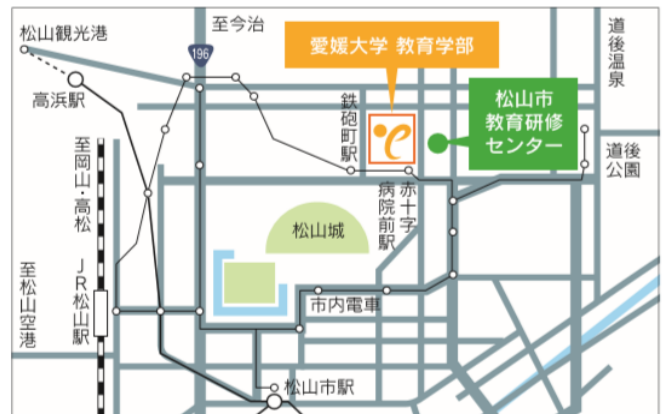 至今治
松山観光港
196
愛媛大学 教育学部
道後温泉
高浜駅
鉄砲町駅
松山市
教育研修
センター
至岡山・高松
道後
公園
赤十字
病院前駅
松山城
至松山空港
JR松山駅
市内電車
松山市駅